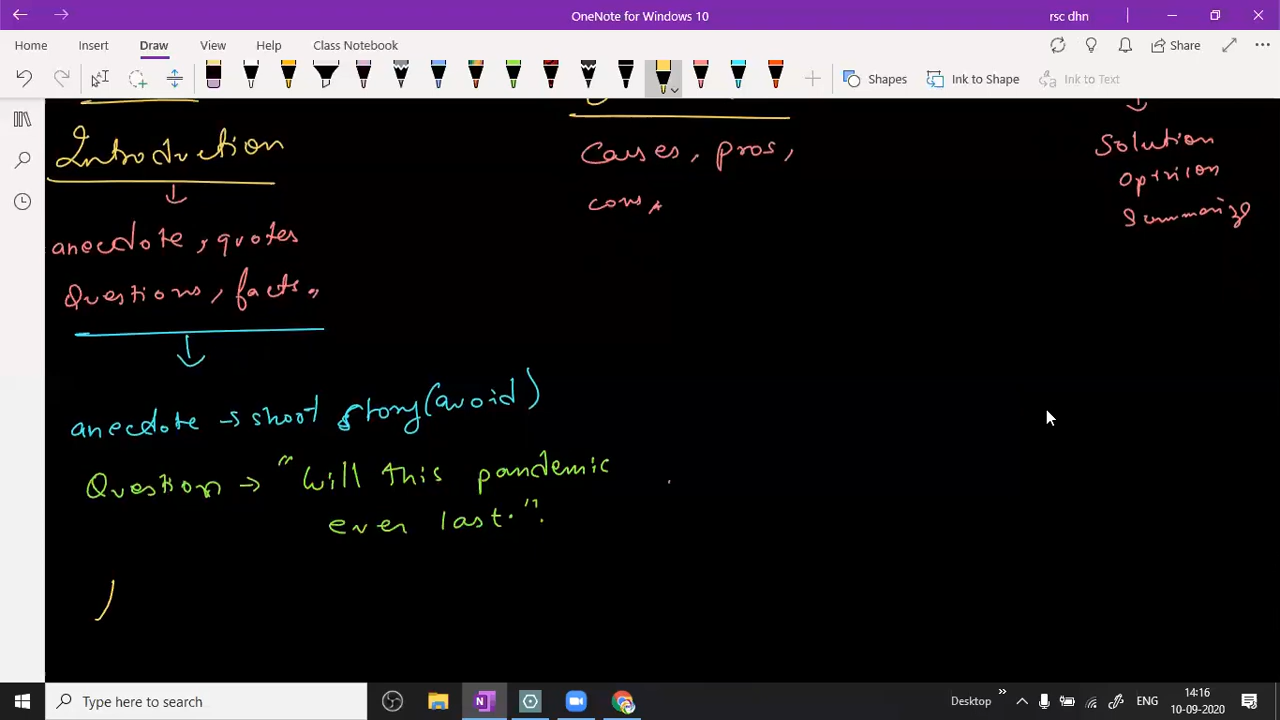 OneNote for Windows 10
rsc dhn
Home Insert Draw View Help Class Notebook
Share
Shapes
Ink to Shape
Ink to Text
Introduction
anecdote, quotes
Questions, facts.
Causes, pros,
cons,
Solution
Opinion
Summarize
anecdote → short story (avoid)
Question → "Will this pandemic
ever last."
Type here to search
Desktop
ENG
14:16
10-09-2020